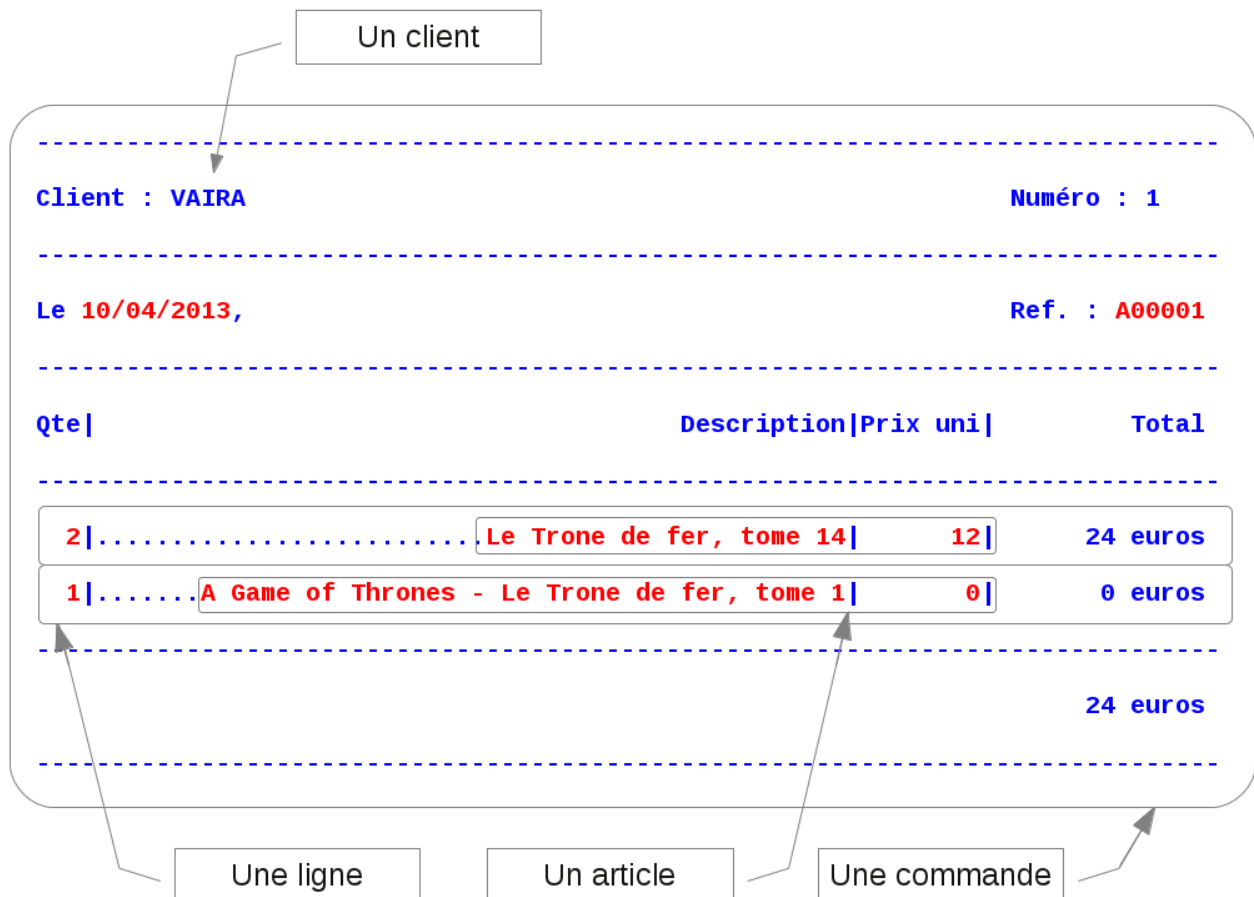 Un client
--------------------------------------------------------------------------------
Client : VAIRA Numéro : 1
--------------------------------------------------------------------------------
Le 10/04/2013, Ref. : A00001
--------------------------------------------------------------------------------
Qte| Description|Prix uni| Total
--------------------------------------------------------------------------------
2|..........................Le Trone de fer, tome 14| 12| 24 euros
1|.......A Game of Thrones - Le Trone de fer, tome 1| 0| 0 euros
--------------------------------------------------------------------------------
24 euros
--------------------------------------------------------------------------------
Une ligne Un article Une commande